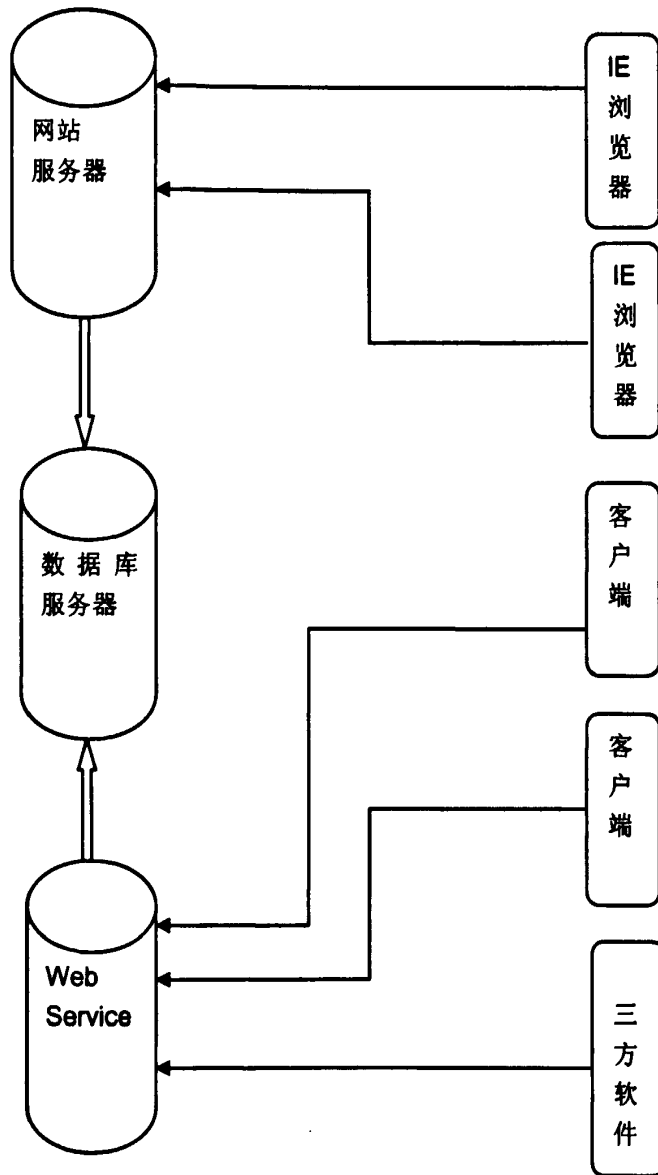 网站
服务器
IE
浏
览
器
IE
浏
览
器
数据库
服务器
客
户
端
客
户
端
Web
Service
三
方
软
件